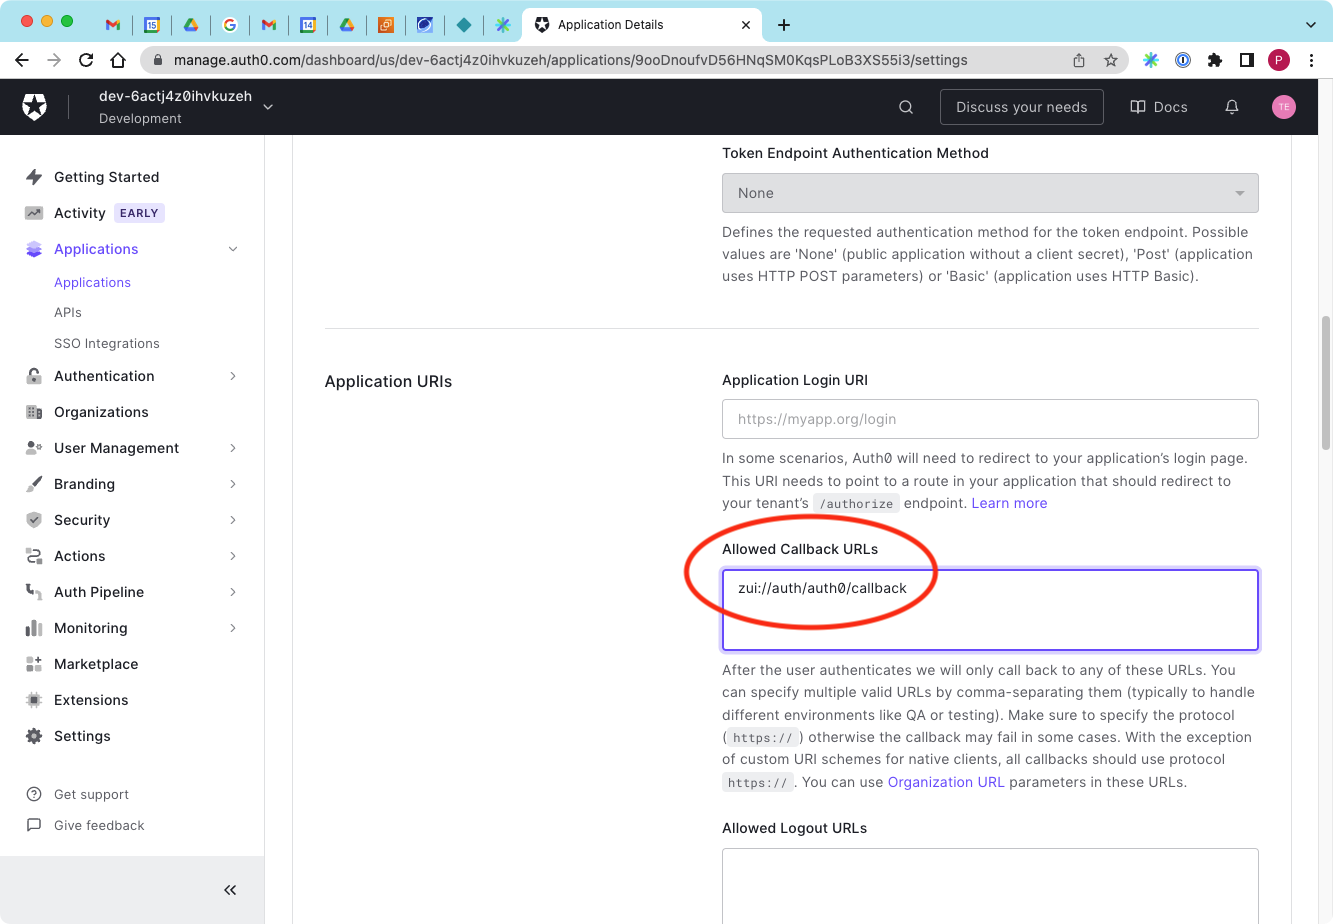 15
14
Application Details
manage.auth0.com/dashboard/us/dev-6actj4z0ihvkuzeh/applications/9ooDnoufvD56HNqSM0KqsPLoB3XS55i3/settings
P
dev-6actj4z0ihvkuzeh
Development
Discuss your needs
Docs
TE
Getting Started
Activity EARLY
Applications
Applications
APIs
SSO Integrations
Authentication
Organizations
User Management
Branding
Security
Actions
Auth Pipeline
Monitoring
Marketplace
Extensions
Settings
Get support
Give feedback
Token Endpoint Authentication Method
None
Defines the requested authentication method for the token endpoint. Possible
values are 'None' (public application without a client secret), 'Post' (application
uses HTTP POST parameters) or 'Basic' (application uses HTTP Basic).
Application URIs
Application Login URI
https://myapp.org/login
In some scenarios, Auth0 will need to redirect to your application’s login page.
This URI needs to point to a route in your application that should redirect to
your tenant’s /authorize endpoint. Learn more
Allowed Callback URLs
zui://auth/auth0/callback
After the user authenticates we will only call back to any of these URLs. You
can specify multiple valid URLs by comma-separating them (typically to handle
different environments like QA or testing). Make sure to specify the protocol
( https:// ) otherwise the callback may fail in some cases. With the exception
of custom URI schemes for native clients, all callbacks should use protocol
https:// . You can use Organization URL parameters in these URLs.
Allowed Logout URLs